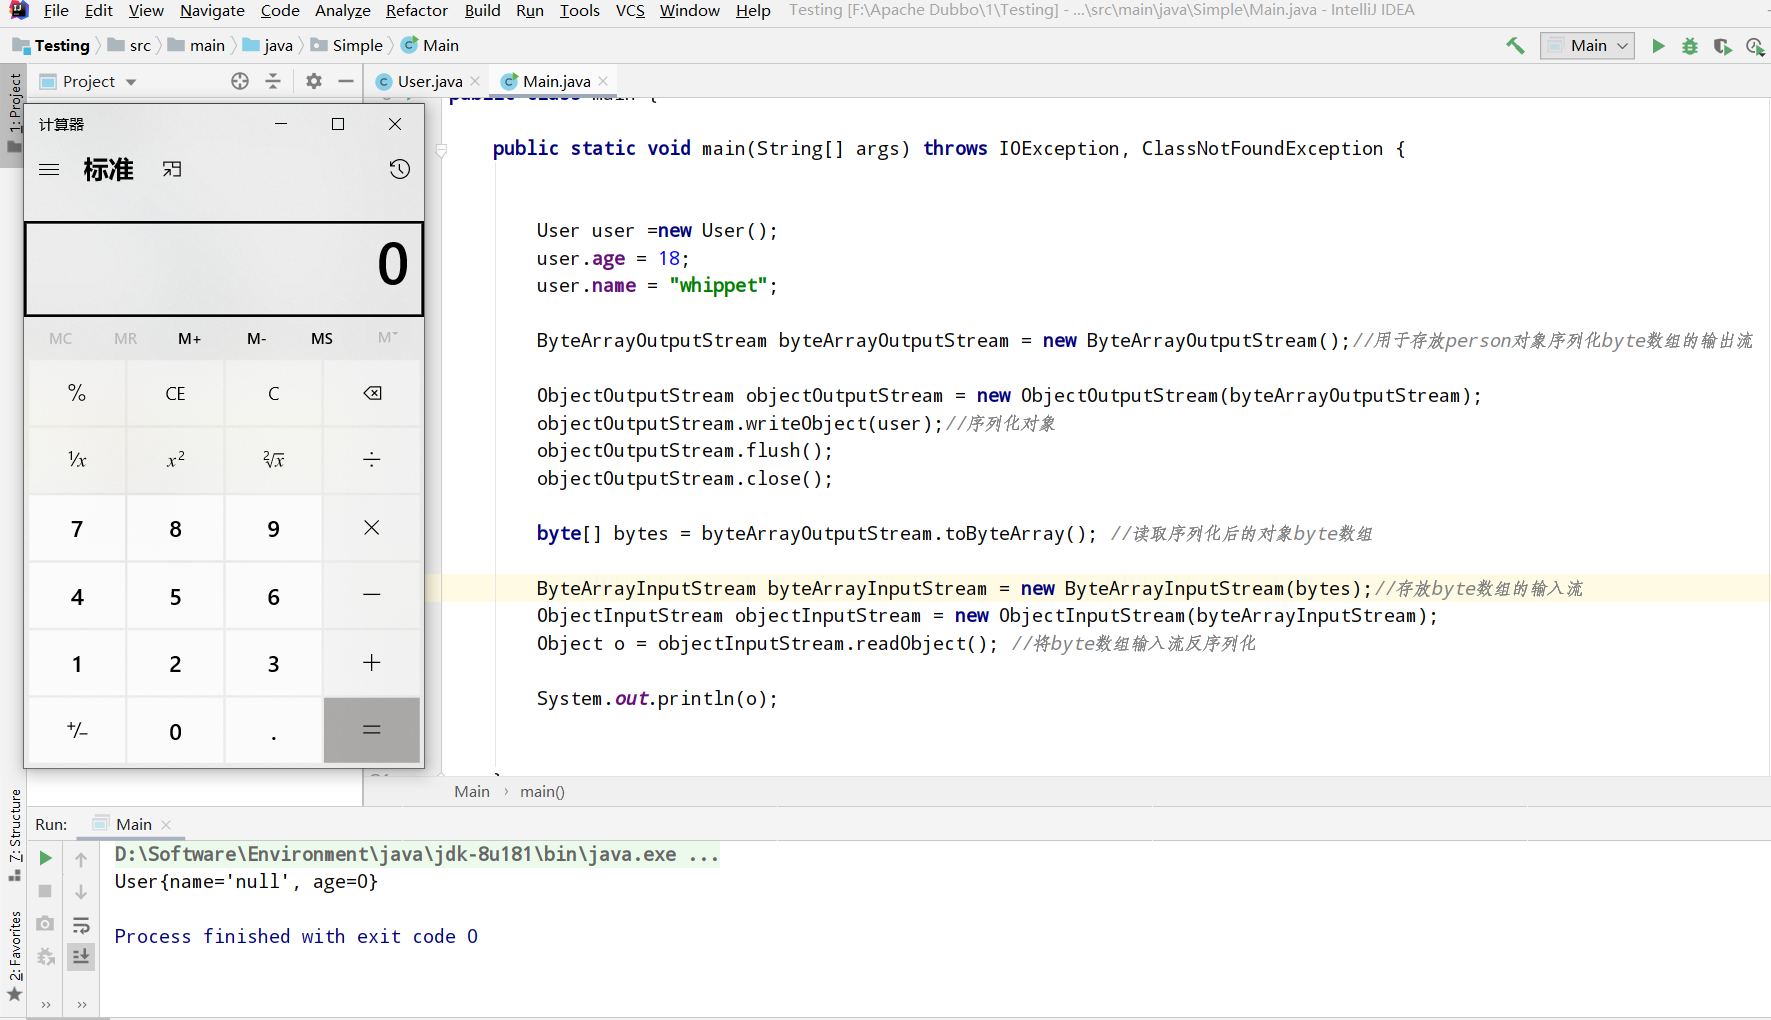 File Edit View Navigate Code Analyze Refactor Build Run Tools VCS Window Help Testing [F:\Apache Dubbo\1\Testing] - ...\src\main\java\Simple\Main.java - IntelliJ IDEA
Testing src main java Simple Main Main
1: Project
Project
User.java Main.java
public class Main {
public static void main(String[] args) throws IOException, ClassNotFoundException {
User user =new User();
user.age = 18;
user.name = "whippet";
ByteArrayOutputStream byteArrayOutputStream = new ByteArrayOutputStream();//用于存放person对象序列化byte数组的输出流
ObjectOutputStream objectOutputStream = new ObjectOutputStream(byteArrayOutputStream);
objectOutputStream.writeObject(user);//序列化对象
objectOutputStream.flush();
objectOutputStream.close();
byte[] bytes = byteArrayOutputStream.toByteArray(); //读取序列化后的对象byte数组
ByteArrayInputStream byteArrayInputStream = new ByteArrayInputStream(bytes);//存放byte数组的输入流
ObjectInputStream objectInputStream = new ObjectInputStream(byteArrayInputStream);
Object o = objectInputStream.readObject(); //将byte数组输入流反序列化
System.out.println(o);
Main › main()
计算器
标准
0
MC MR M+ M- MS M˅
% CE C
⅟x x² ²√x ÷
7 8 9 ×
4 5 6 −
1 2 3 +
+/− 0 . =
7: Structure
2: Favorites
Run: Main
D:\Software\Environment\java\jdk-8u181\bin\java.exe ...
User{name='null', age=0}
Process finished with exit code 0